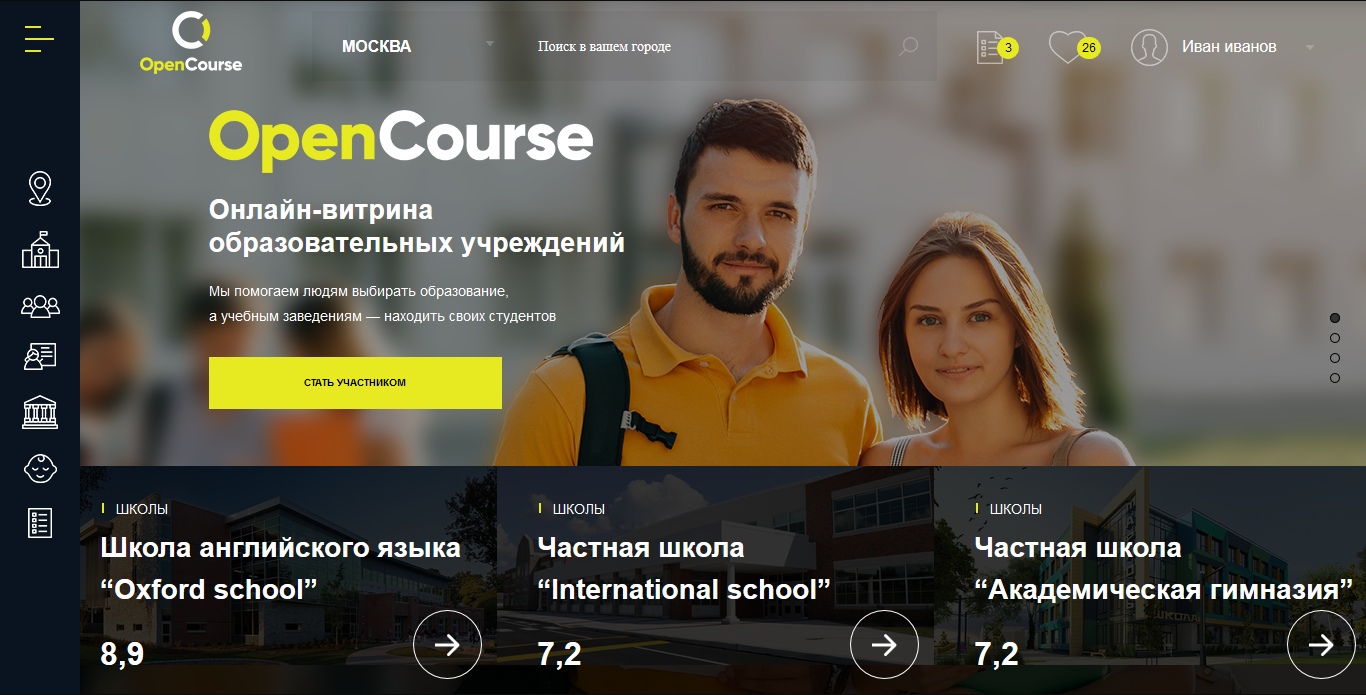 OpenCourse
МОСКВА
Поиск в вашем городе
3
26
Иван иванов
OpenCourse
Онлайн-витрина
образовательных учреждений
Мы помогаем людям выбирать образование,
а учебным заведениям — находить своих студентов
СТАТЬ УЧАСТНИКОМ
ШКОЛЫ
Школа английского языка
“Oxford school”
8,9
ШКОЛЫ
Частная школа
“International school”
7,2
ШКОЛЫ
Частная школа
“Академическая гимназия”
ШКОЛА
7,2